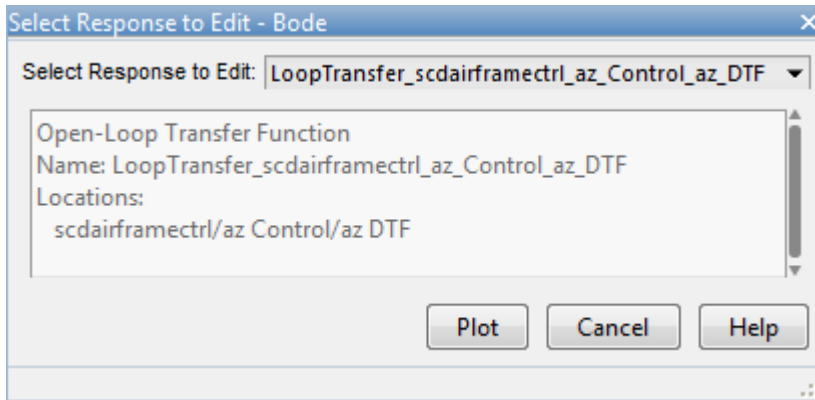 Select Response to Edit - Bode
Select Response to Edit: LoopTransfer_scdairframectrl_az_Control_az_DTF
Open-Loop Transfer Function
Name: LoopTransfer_scdairframectrl_az_Control_az_DTF
Locations:
scdairframectrl/az Control/az DTF
Plot Cancel Help